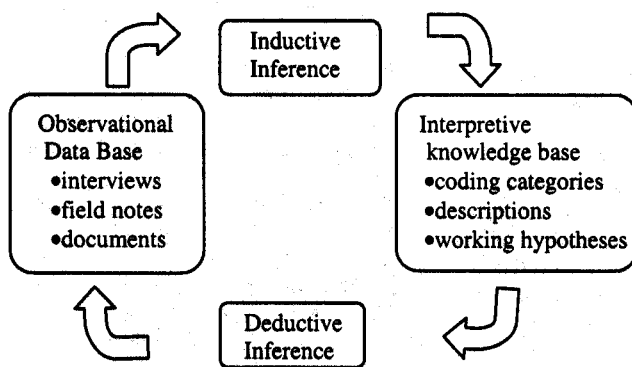 Inductive
Inference
Observational
Data Base
•interviews
•field notes
•documents
Interpretive
knowledge base
•coding categories
•descriptions
•working hypotheses
Deductive
Inference